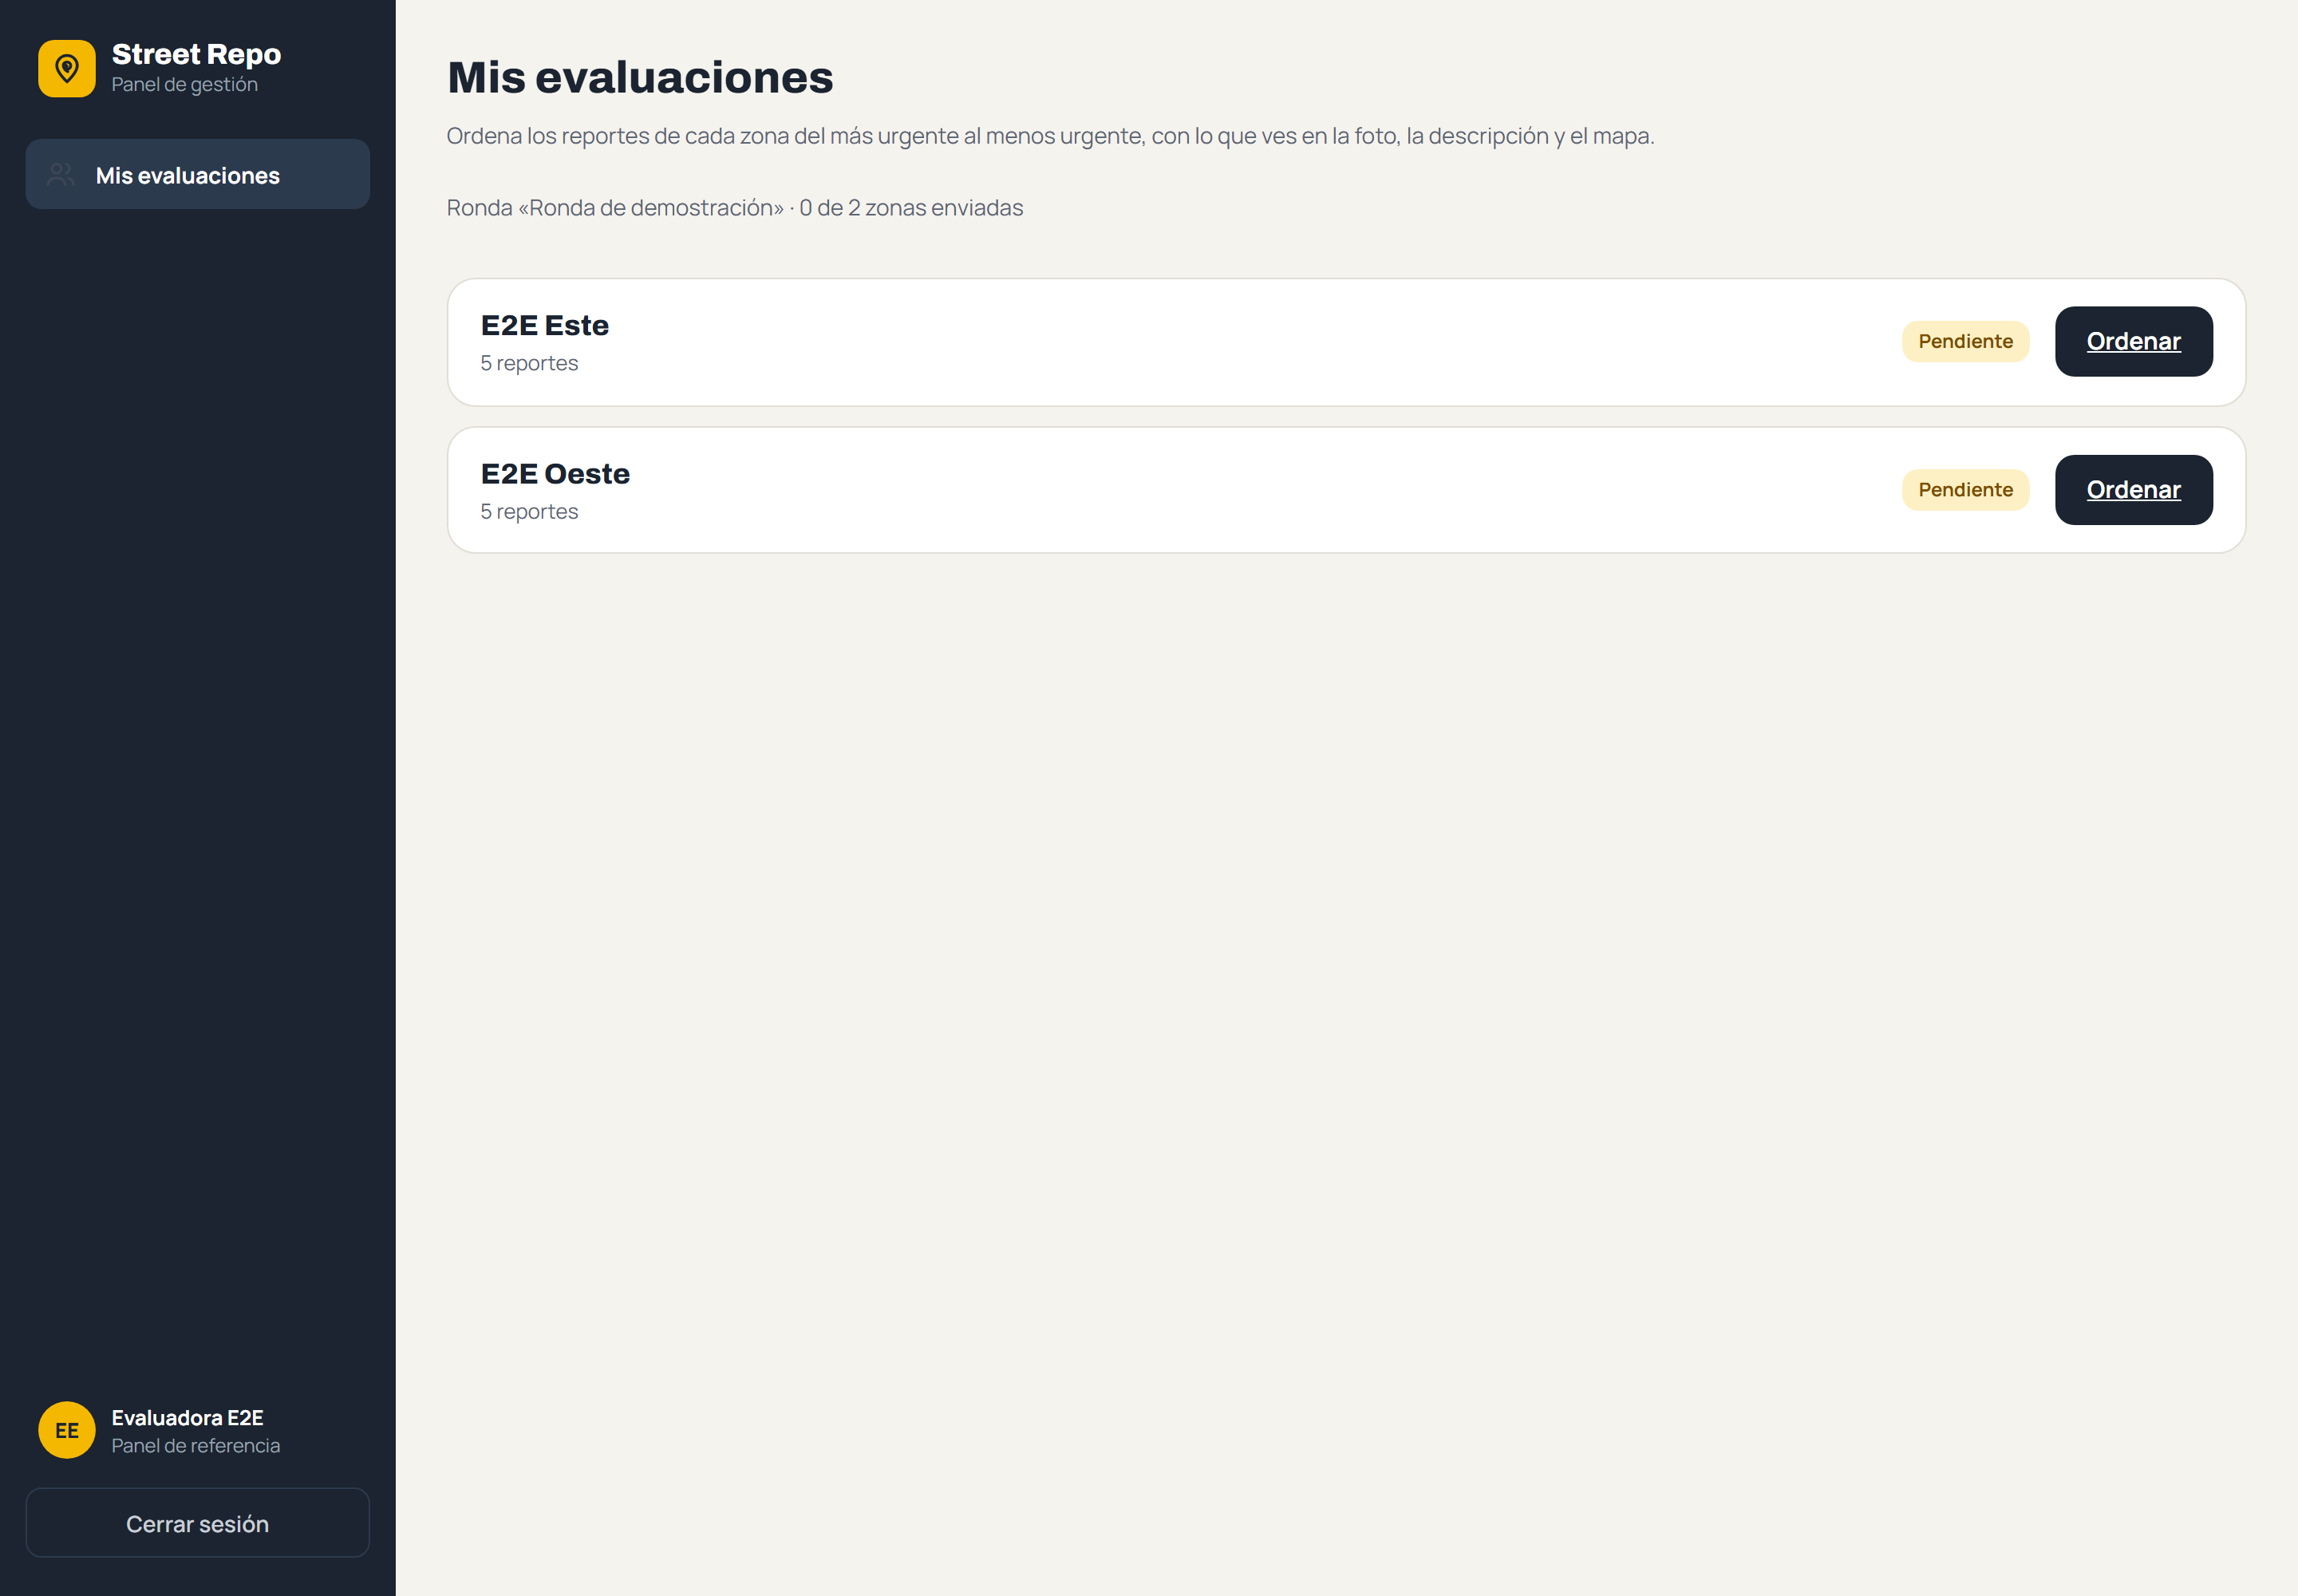 Street Repo
Panel de gestión
Mis evaluaciones
Mis evaluaciones
Ordena los reportes de cada zona del más urgente al menos urgente, con lo que ves en la foto, la descripción y el mapa.
Ronda «Ronda de demostración» · 0 de 2 zonas enviadas
E2E Este
5 reportes
Pendiente
Ordenar
E2E Oeste
5 reportes
Pendiente
Ordenar
EE
Evaluadora E2E
Panel de referencia
Cerrar sesión